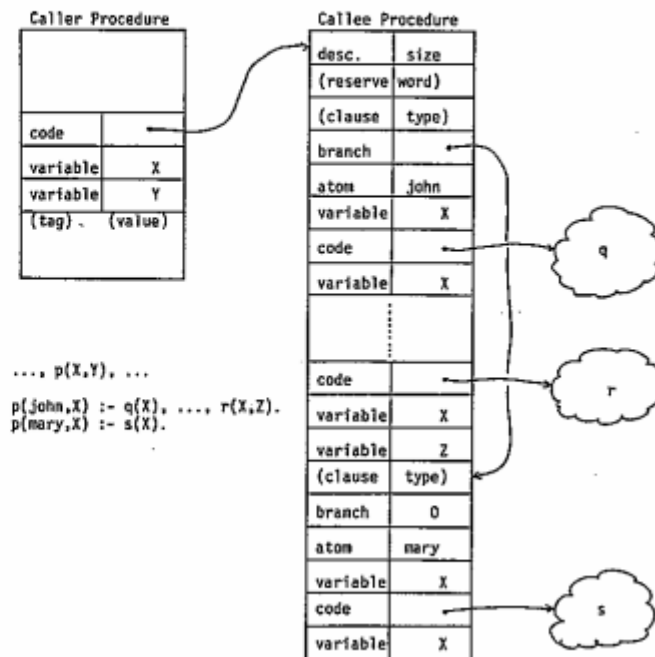 Caller Procedure
code
variable X
variable Y
(tag). (value)
..., p(X,Y), ...
p(john,X) :- q(X), ..., r(X,Z).
p(mary,X) :- s(X).
Callee Procedure
desc. size
(reserve word)
(clause type)
branch
atom john
variable X
code
variable X
code
variable X
variable Z
(clause type)
branch 0
atom mary
variable X
code
variable X
q
r
s